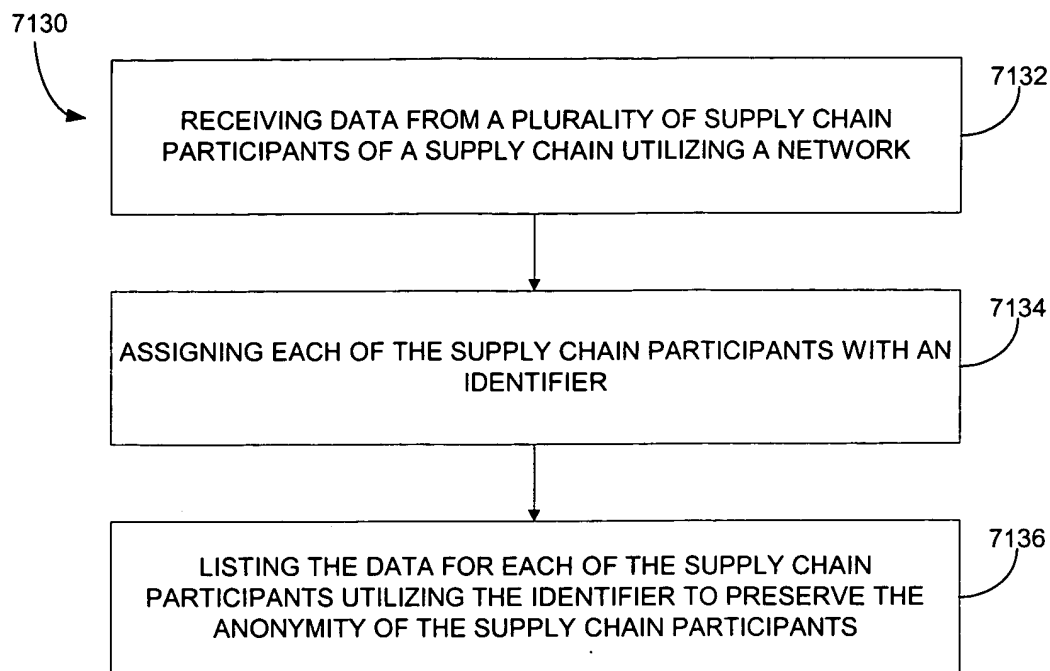 7130
7132
RECEIVING DATA FROM A PLURALITY OF SUPPLY CHAIN
PARTICIPANTS OF A SUPPLY CHAIN UTILIZING A NETWORK
7134
ASSIGNING EACH OF THE SUPPLY CHAIN PARTICIPANTS WITH AN
IDENTIFIER
7136
LISTING THE DATA FOR EACH OF THE SUPPLY CHAIN
PARTICIPANTS UTILIZING THE IDENTIFIER TO PRESERVE THE
ANONYMITY OF THE SUPPLY CHAIN PARTICIPANTS